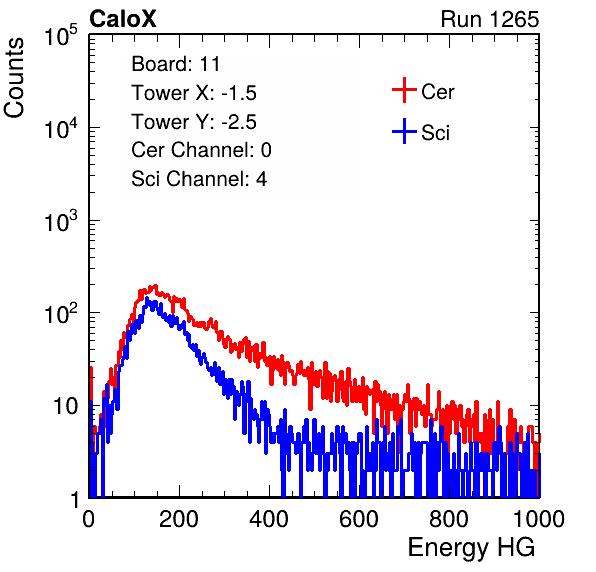 CaloX Run 1265
Counts
10^5
10^4
10^3
10^2
10
1
Board: 11
Tower X: -1.5
Tower Y: -2.5
Cer Channel: 0
Sci Channel: 4
Cer
Sci
0 200 400 600 800 1000
Energy HG